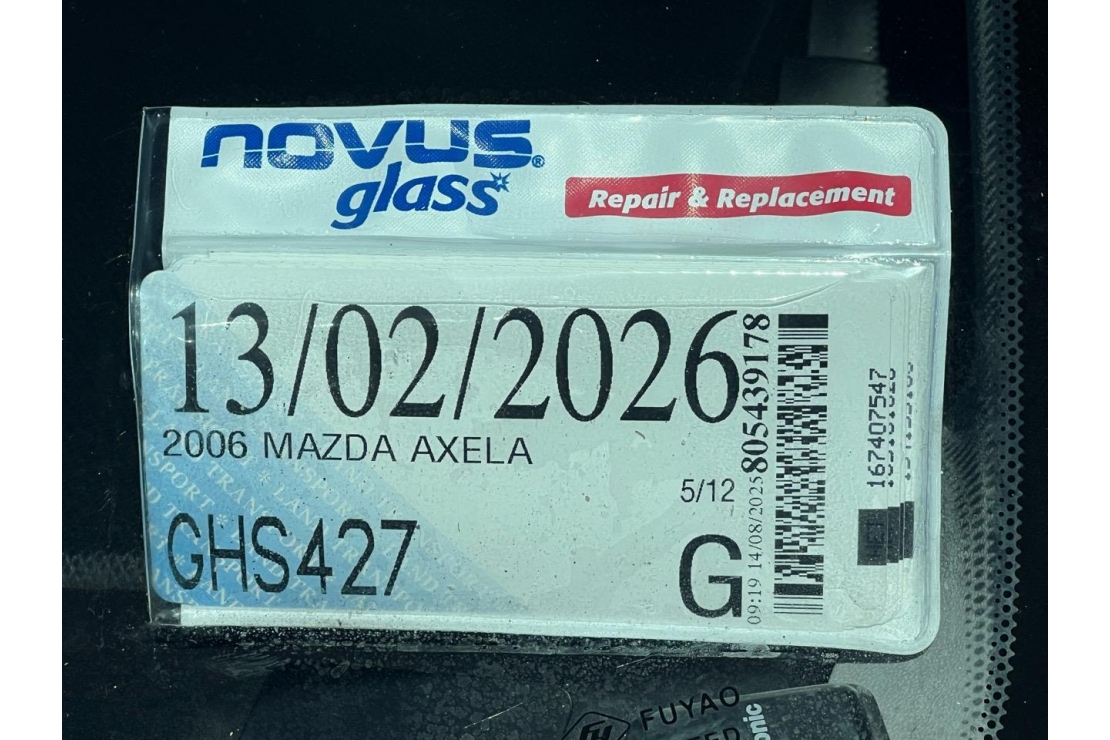 novus®
glass
Repair & Replacement
13/02/2026
2006 MAZDA AXELA
5/12
GHS427
G
09:19 14/08/2025
805439178
167407547
FUYAO